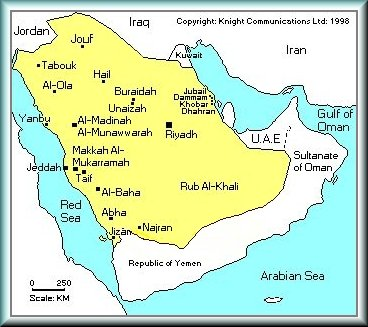 Copyright: Knight Communications Ltd: 1998
Iraq
Jordan
Jouf
Kuwait
Iran
Tabouk
Hail
Al-Ola
Buraidah
Unaizah
Jubail
Dammam
Khobar
Dhahran
Gulf of
Oman
Yanbu
Al-Madinah
Al-Munawwarah
Riyadh
U.A.E
Makkah Al-
Mukarramah
Sultanate
of Oman
Jeddah
Taif
Al-Baha
Rub Al-Khali
Red
Sea
Abha
Jizan
Najran
Republic of Yemen
Arabian Sea
0 250
Scale: KM